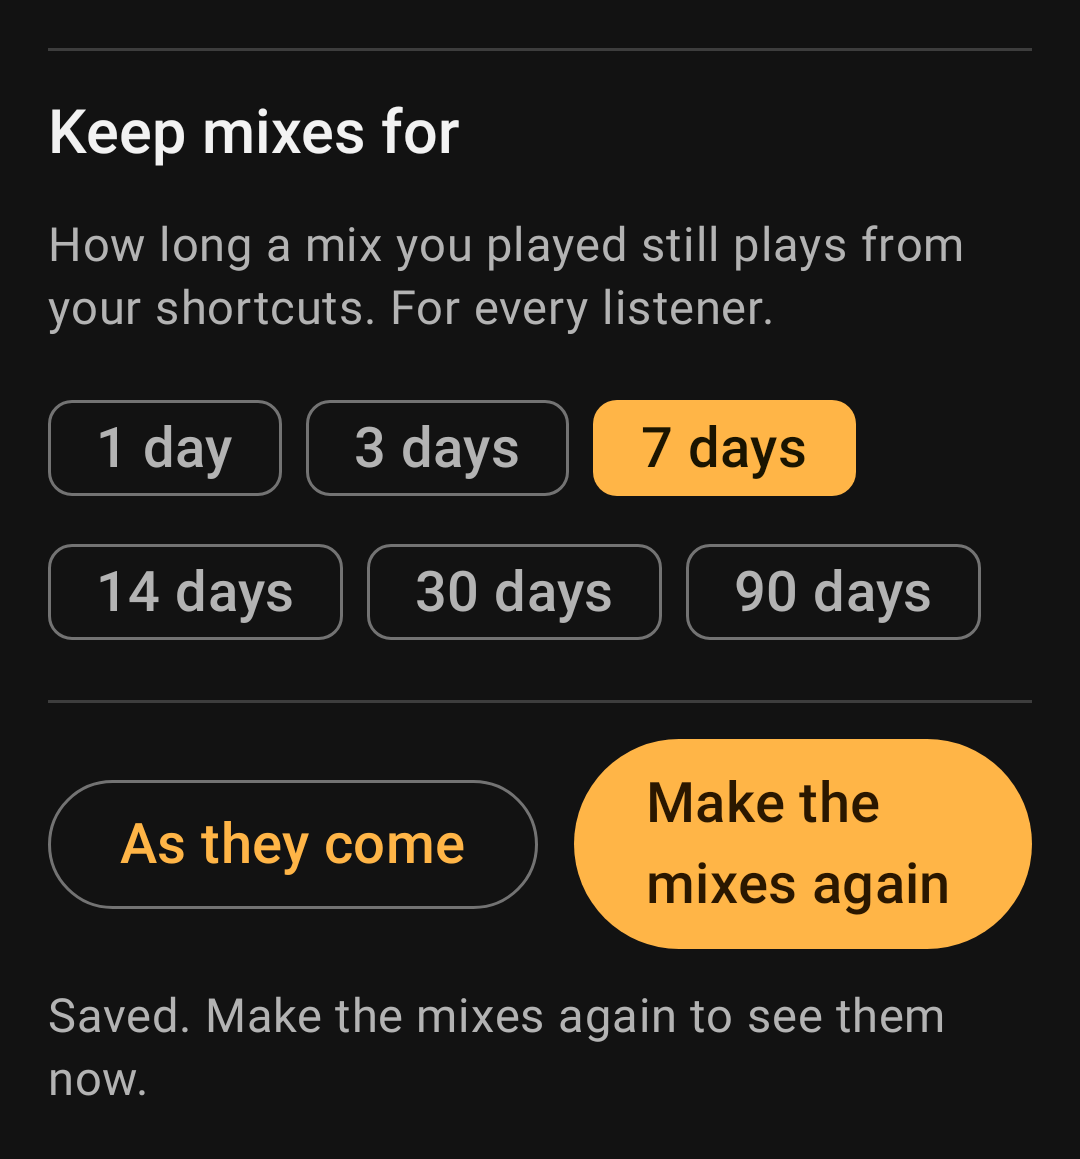 Keep mixes for
How long a mix you played still plays from
your shortcuts. For every listener.
1 day 3 days 7 days
14 days 30 days 90 days
As they come
Make the
mixes again
Saved. Make the mixes again to see them
now.